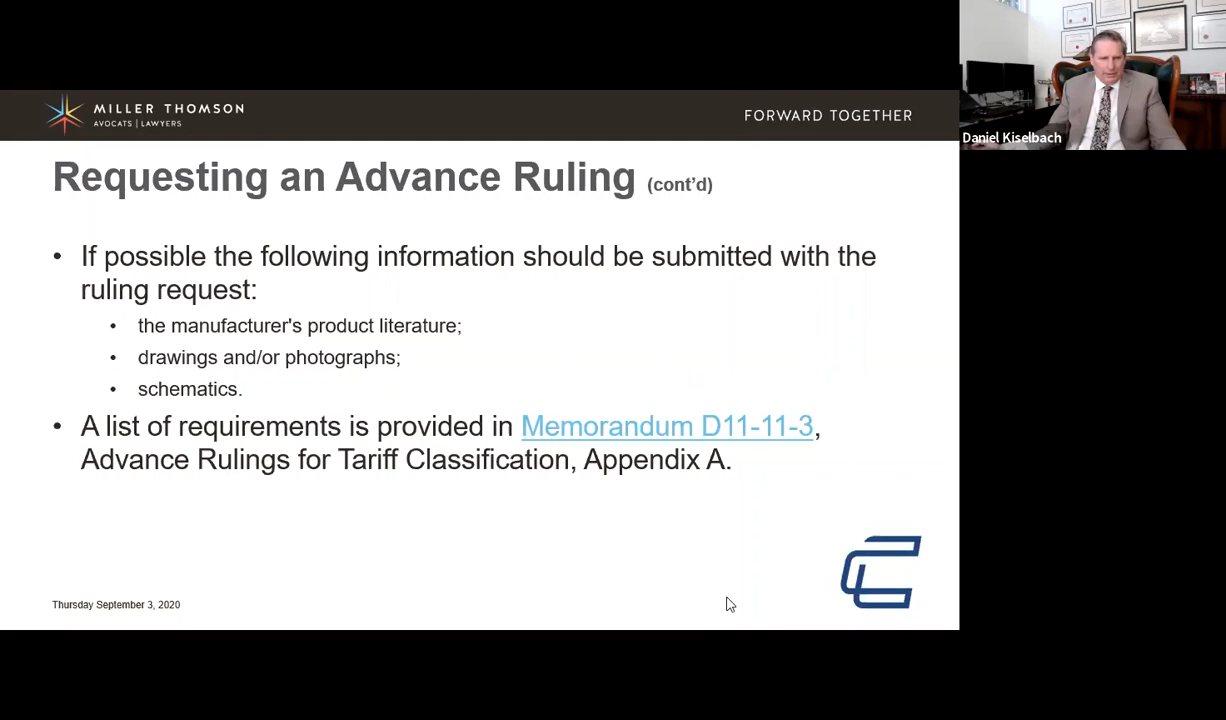 MILLER THOMSON
AVOCATS | LAWYERS
FORWARD TOGETHER
Daniel Kiselbach
Requesting an Advance Ruling (cont'd)
• If possible the following information should be submitted with the
ruling request:
• the manufacturer's product literature;
• drawings and/or photographs;
• schematics.
• A list of requirements is provided in Memorandum D11-11-3,
Advance Rulings for Tariff Classification, Appendix A.
Thursday September 3, 2020